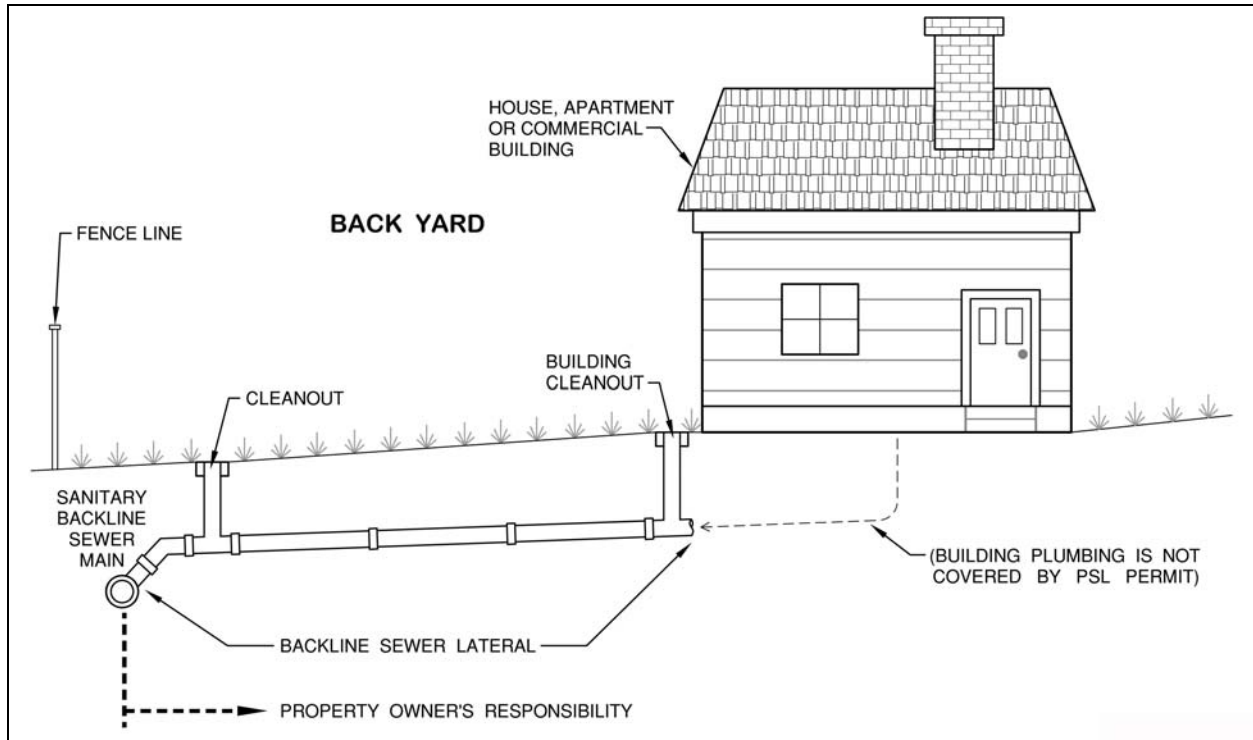 HOUSE, APARTMENT
OR COMMERCIAL
BUILDING
BACK YARD
FENCE LINE
BUILDING
CLEANOUT
CLEANOUT
SANITARY
BACKLINE
SEWER
MAIN
(BUILDING PLUMBING IS NOT
COVERED BY PSL PERMIT)
BACKLINE SEWER LATERAL
PROPERTY OWNER'S RESPONSIBILITY